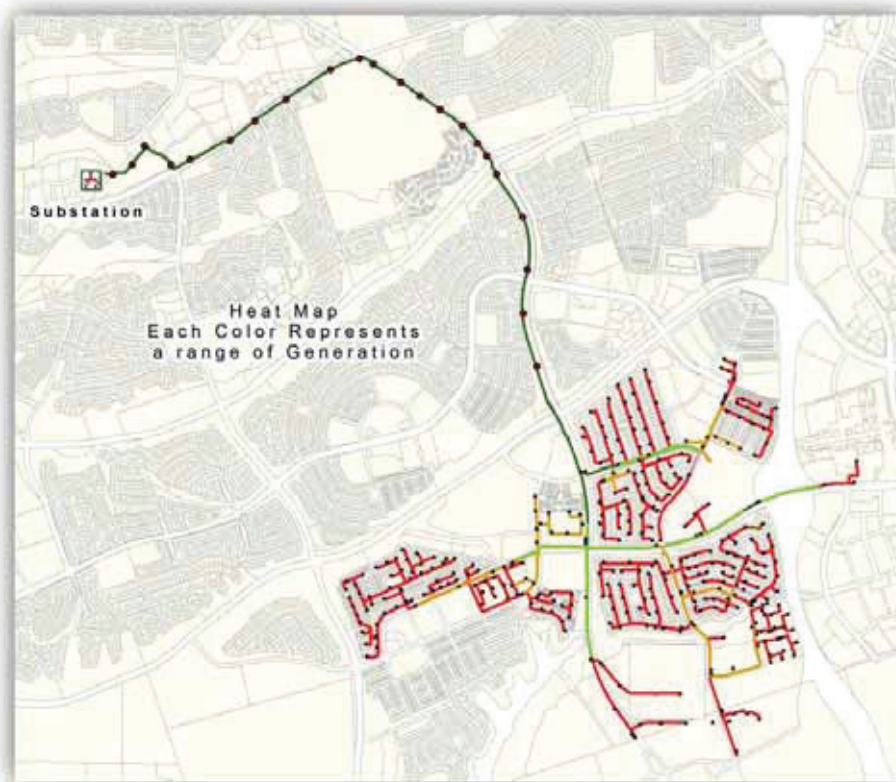 Substation
Heat Map
Each Color Represents
a range of Generation